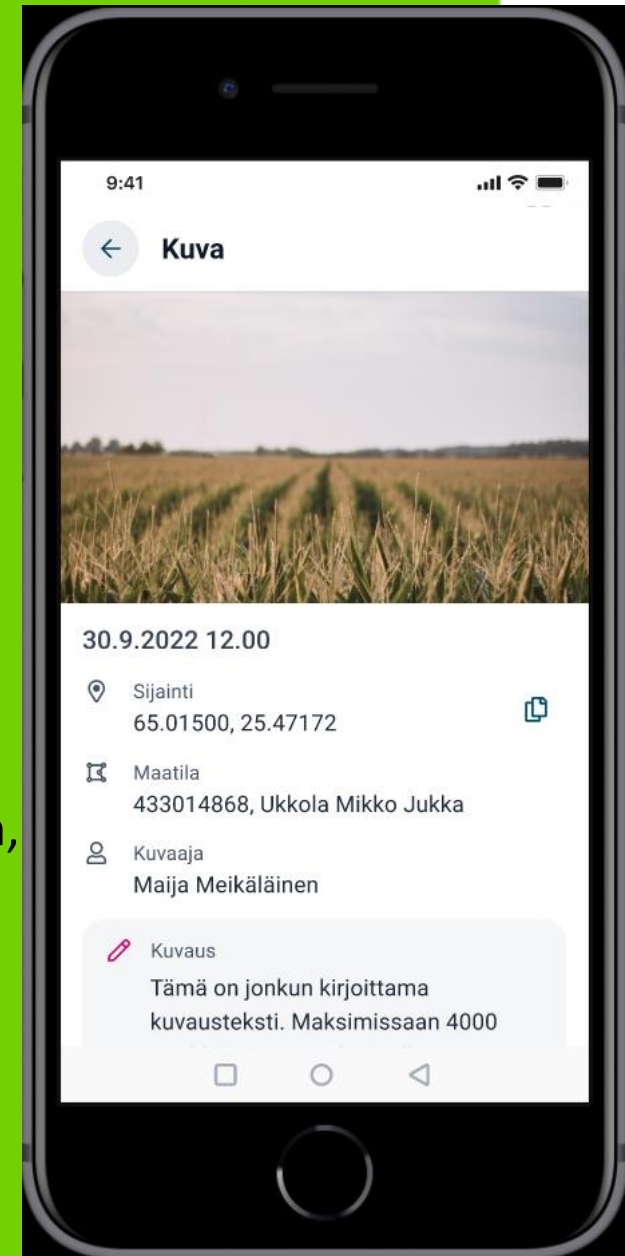 9:41
Kuva
30.9.2022 12.00
Sijainti
65.01500, 25.47172
Maatila
433014868, Ukkola Mikko Jukka
Kuvaaja
Maija Meikäläinen
Kuvaus
Tämä on jonkun kirjoittama
kuvausteksti. Maksimissaan 4000